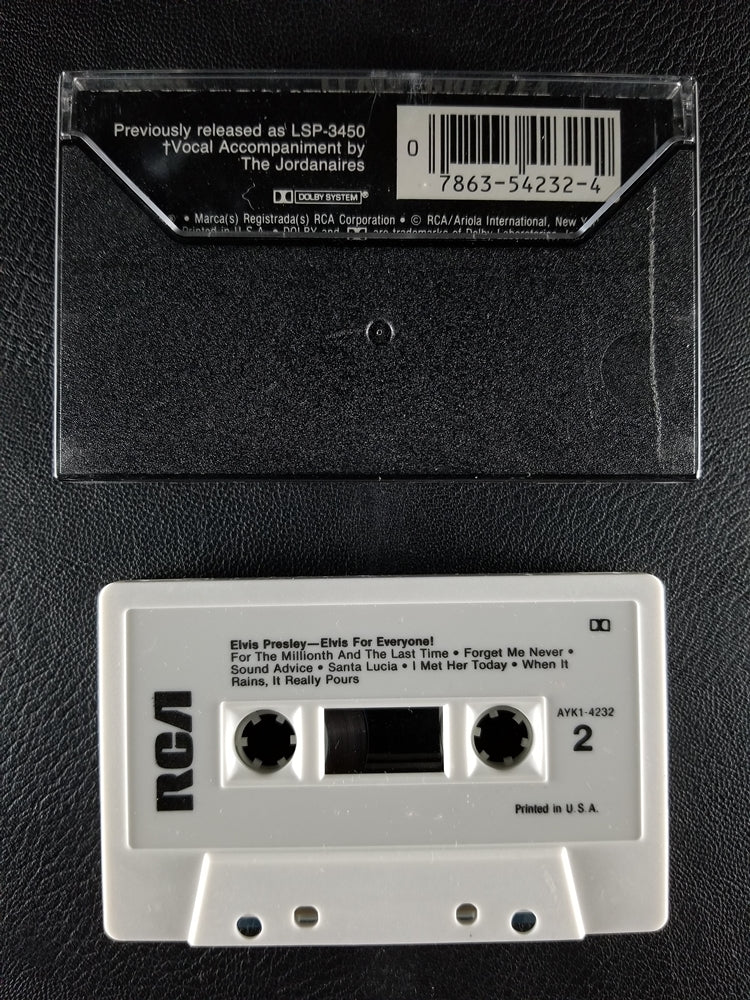 Previously released as LSP-3450
†Vocal Accompaniment by
The Jordanaires
0
7863-54232-4
DOLBY SYSTEM®
® • Marca(s) Registrada(s) RCA Corporation • © RCA/Ariola International, New Y
Printed in U.S.A. • DOLBY and are trademarks of Dolby Laboratories
Elvis Presley—Elvis For Everyone!
For The Millionth And The Last Time • Forget Me Never •
Sound Advice • Santa Lucia • I Met Her Today • When It
Rains, It Really Pours
RCA
AYK1-4232
2
Printed in U.S.A.